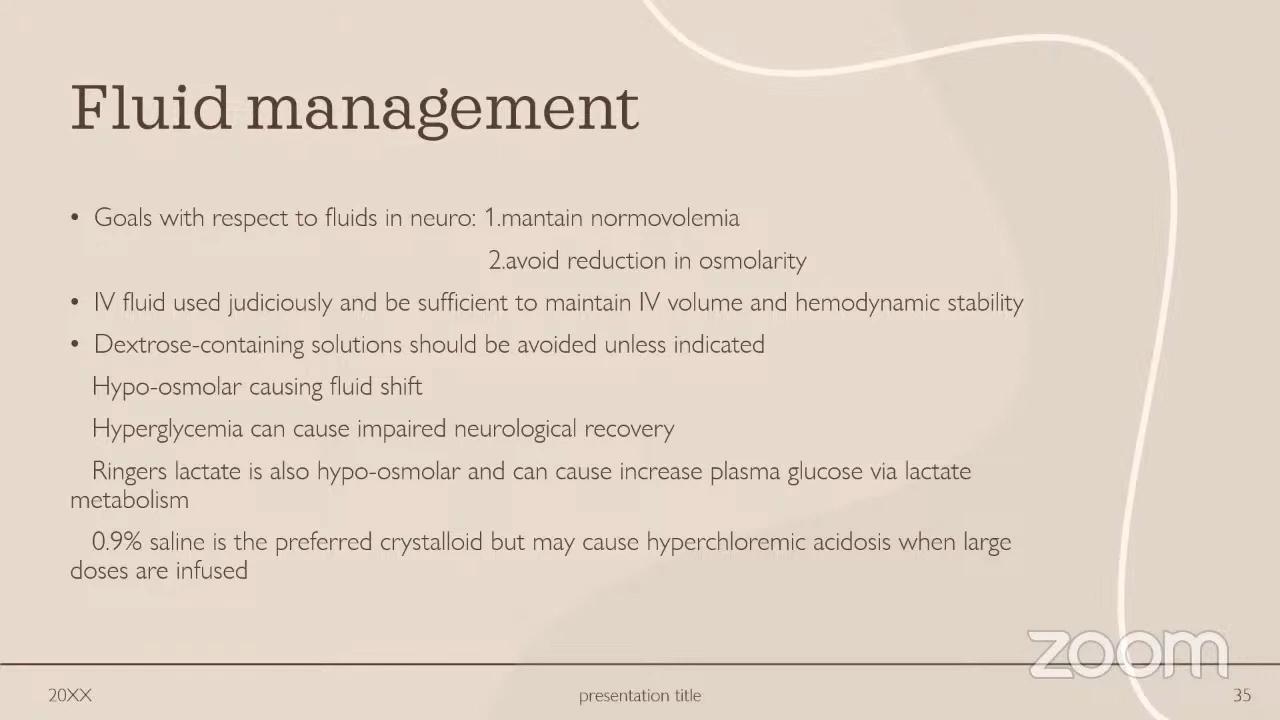 Fluid management
• Goals with respect to fluids in neuro: 1.mantain normovolemia
2.avoid reduction in osmolarity
• IV fluid used judiciously and be sufficient to maintain IV volume and hemodynamic stability
• Dextrose-containing solutions should be avoided unless indicated
Hypo-osmolar causing fluid shift
Hyperglycemia can cause impaired neurological recovery
Ringers lactate is also hypo-osmolar and can cause increase plasma glucose via lactate
metabolism
0.9% saline is the preferred crystalloid but may cause hyperchloremic acidosis when large
doses are infused
zoom
20XX
presentation title
35